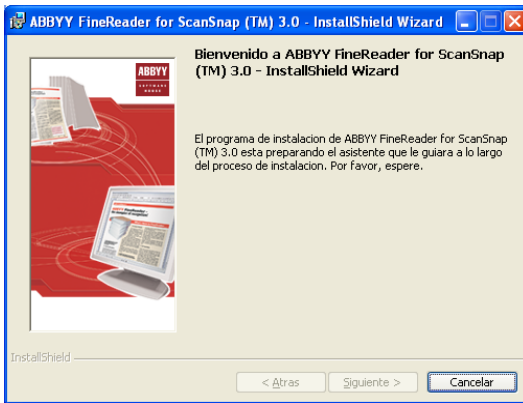 ABBYY FineReader for ScanSnap (TM) 3.0 - InstallShield Wizard
ABBYY
SOFTWARE
HOUSE
Bienvenido a ABBYY FineReader for ScanSnap
(TM) 3.0 - InstallShield Wizard
El programa de instalacion de ABBYY FineReader for ScanSnap
(TM) 3.0 esta preparando el asistente que le guiara a lo largo
del proceso de instalacion. Por favor, espere.
InstallShield
< Atras
Siguiente >
Cancelar